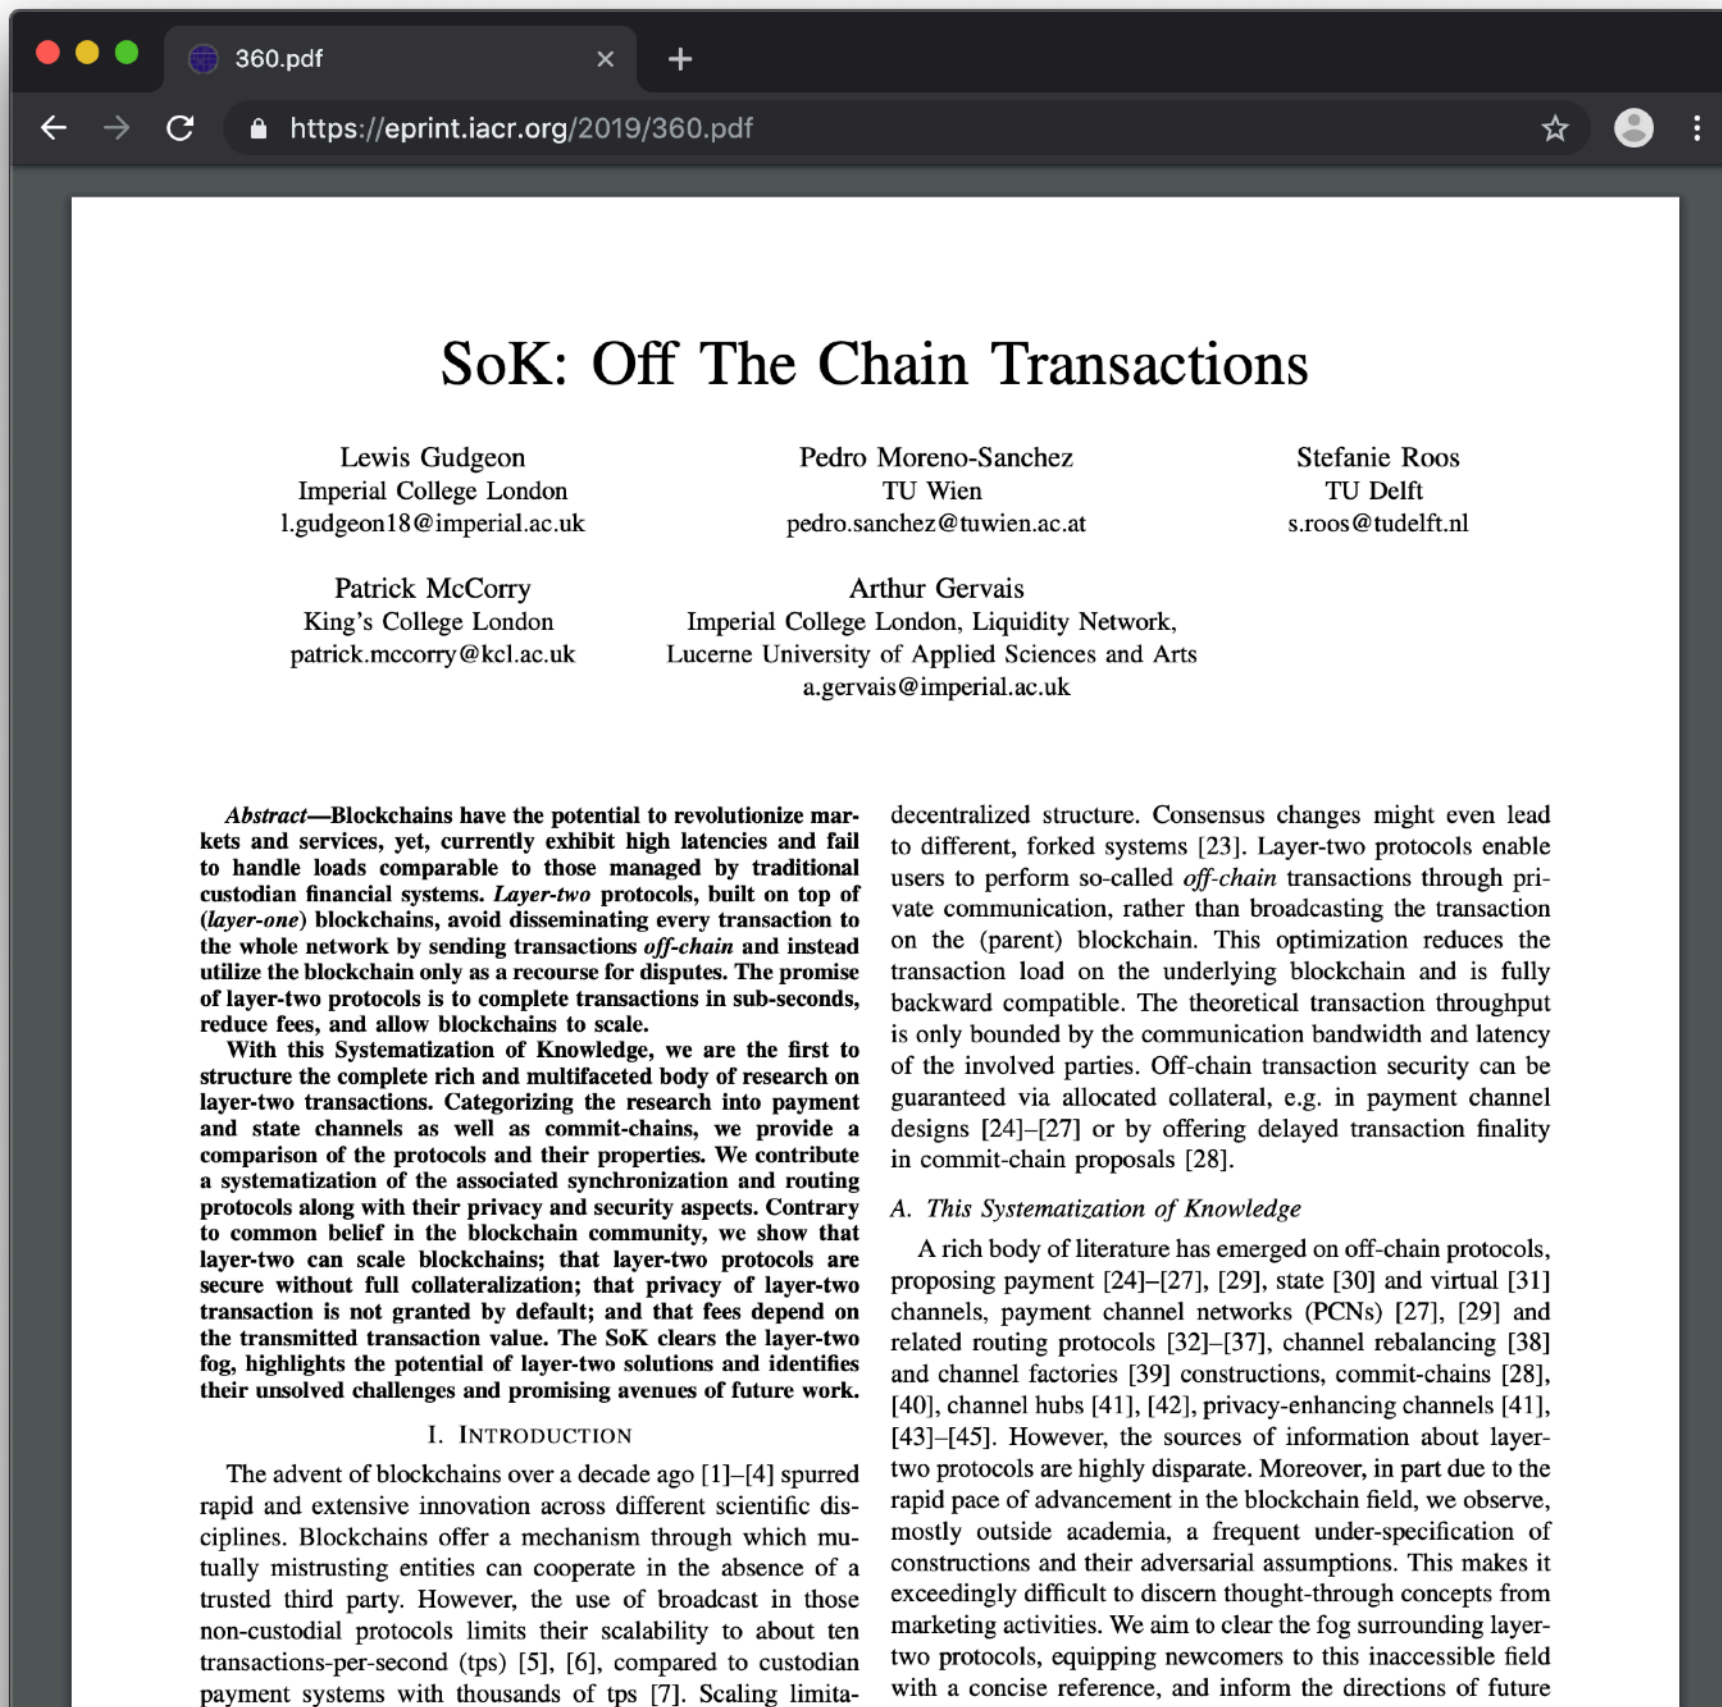 360.pdf
https://eprint.iacr.org/2019/360.pdf
SoK: Off The Chain Transactions
Lewis Gudgeon
Imperial College London
l.gudgeon18@imperial.ac.uk
Pedro Moreno-Sanchez
TU Wien
pedro.sanchez@tuwien.ac.at
Stefanie Roos
TU Delft
s.roos@tudelft.nl
Patrick McCorry
King's College London
patrick.mccorry@kcl.ac.uk
Arthur Gervais
Imperial College London, Liquidity Network,
Lucerne University of Applied Sciences and Arts
a.gervais@imperial.ac.uk
Abstract—Blockchains have the potential to revolutionize mar-
kets and services, yet, currently exhibit high latencies and fail
to handle loads comparable to those managed by traditional
custodian financial systems. Layer-two protocols, built on top of
(layer-one) blockchains, avoid disseminating every transaction to
the whole network by sending transactions off-chain and instead
utilize the blockchain only as a recourse for disputes. The promise
of layer-two protocols is to complete transactions in sub-seconds,
reduce fees, and allow blockchains to scale.
With this Systematization of Knowledge, we are the first to
structure the complete rich and multifaceted body of research on
layer-two transactions. Categorizing the research into payment
and state channels as well as commit-chains, we provide a
comparison of the protocols and their properties. We contribute
a systematization of the associated synchronization and routing
protocols along with their privacy and security aspects. Contrary
to common belief in the blockchain community, we show that
layer-two can scale blockchains; that layer-two protocols are
secure without full collateralization; that privacy of layer-two
transaction is not granted by default; and that fees depend on
the transmitted transaction value. The SoK clears the layer-two
fog, highlights the potential of layer-two solutions and identifies
their unsolved challenges and promising avenues of future work.
I. INTRODUCTION
The advent of blockchains over a decade ago [1]–[4] spurred
rapid and extensive innovation across different scientific dis-
ciplines. Blockchains offer a mechanism through which mu-
tually mistrusting entities can cooperate in the absence of a
trusted third party. However, the use of broadcast in those
non-custodial protocols limits their scalability to about ten
transactions-per-second (tps) [5], [6], compared to custodian
payment systems with thousands of tps [7]. Scaling limita-
decentralized structure. Consensus changes might even lead
to different, forked systems [23]. Layer-two protocols enable
users to perform so-called off-chain transactions through pri-
vate communication, rather than broadcasting the transaction
on the (parent) blockchain. This optimization reduces the
transaction load on the underlying blockchain and is fully
backward compatible. The theoretical transaction throughput
is only bounded by the communication bandwidth and latency
of the involved parties. Off-chain transaction security can be
guaranteed via allocated collateral, e.g. in payment channel
designs [24]–[27] or by offering delayed transaction finality
in commit-chain proposals [28].
A. This Systematization of Knowledge
A rich body of literature has emerged on off-chain protocols,
proposing payment [24]–[27], [29], state [30] and virtual [31]
channels, payment channel networks (PCNs) [27], [29] and
related routing protocols [32]–[37], channel rebalancing [38]
and channel factories [39] constructions, commit-chains [28],
[40], channel hubs [41], [42], privacy-enhancing channels [41],
[43]–[45]. However, the sources of information about layer-
two protocols are highly disparate. Moreover, in part due to the
rapid pace of advancement in the blockchain field, we observe,
mostly outside academia, a frequent under-specification of
constructions and their adversarial assumptions. This makes it
exceedingly difficult to discern thought-through concepts from
marketing activities. We aim to clear the fog surrounding layer-
two protocols, equipping newcomers to this inaccessible field
with a concise reference, and inform the directions of future